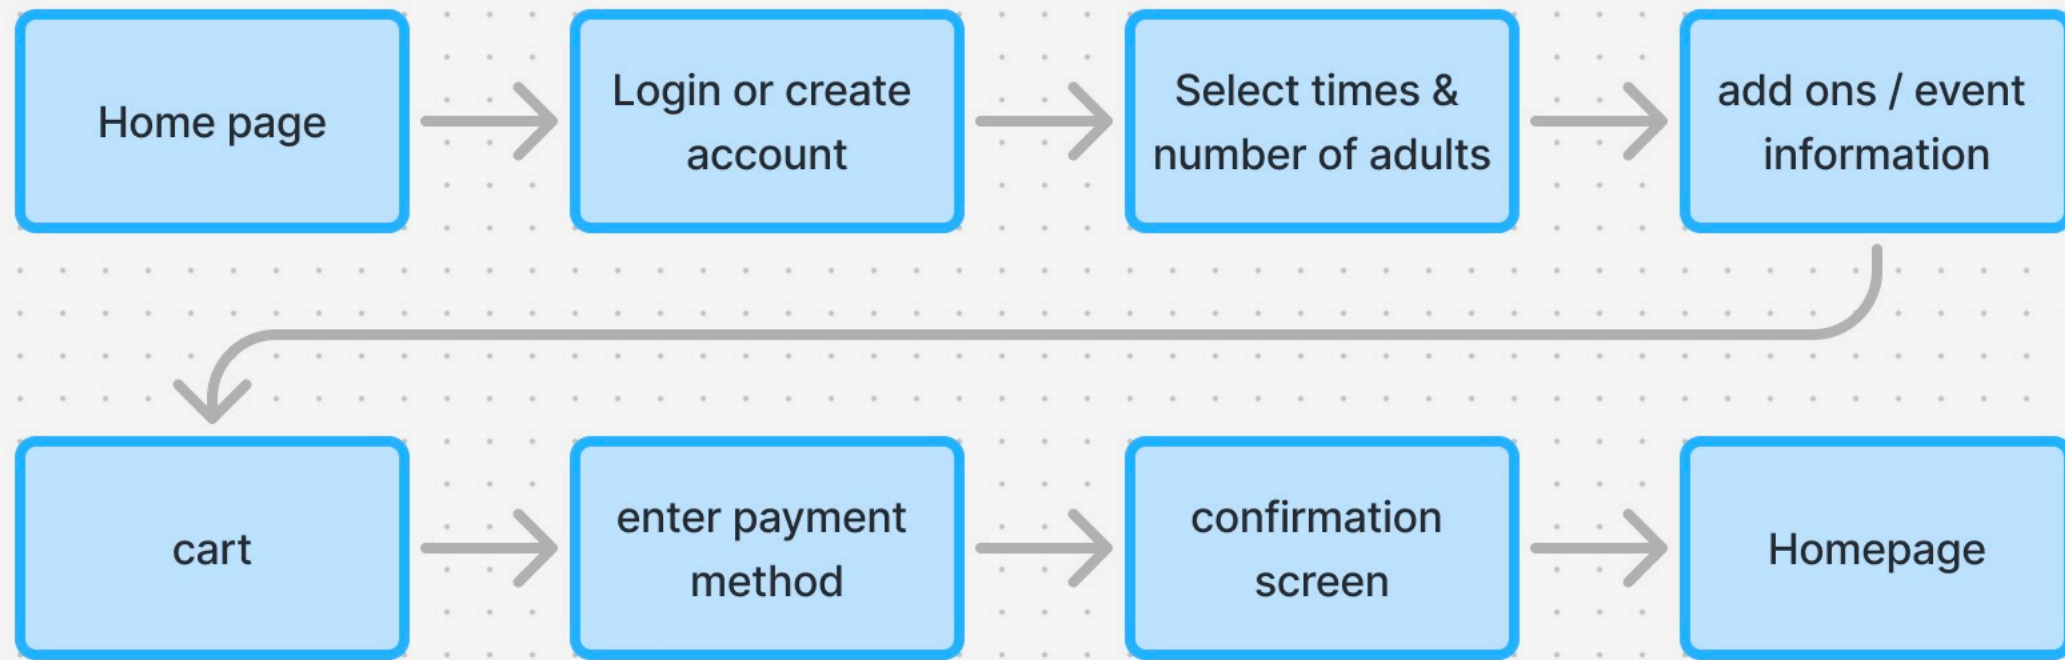 Home page
Login or create
account
Select times &
number of adults
add ons / event
information
cart
enter payment
method
confirmation
screen
Homepage